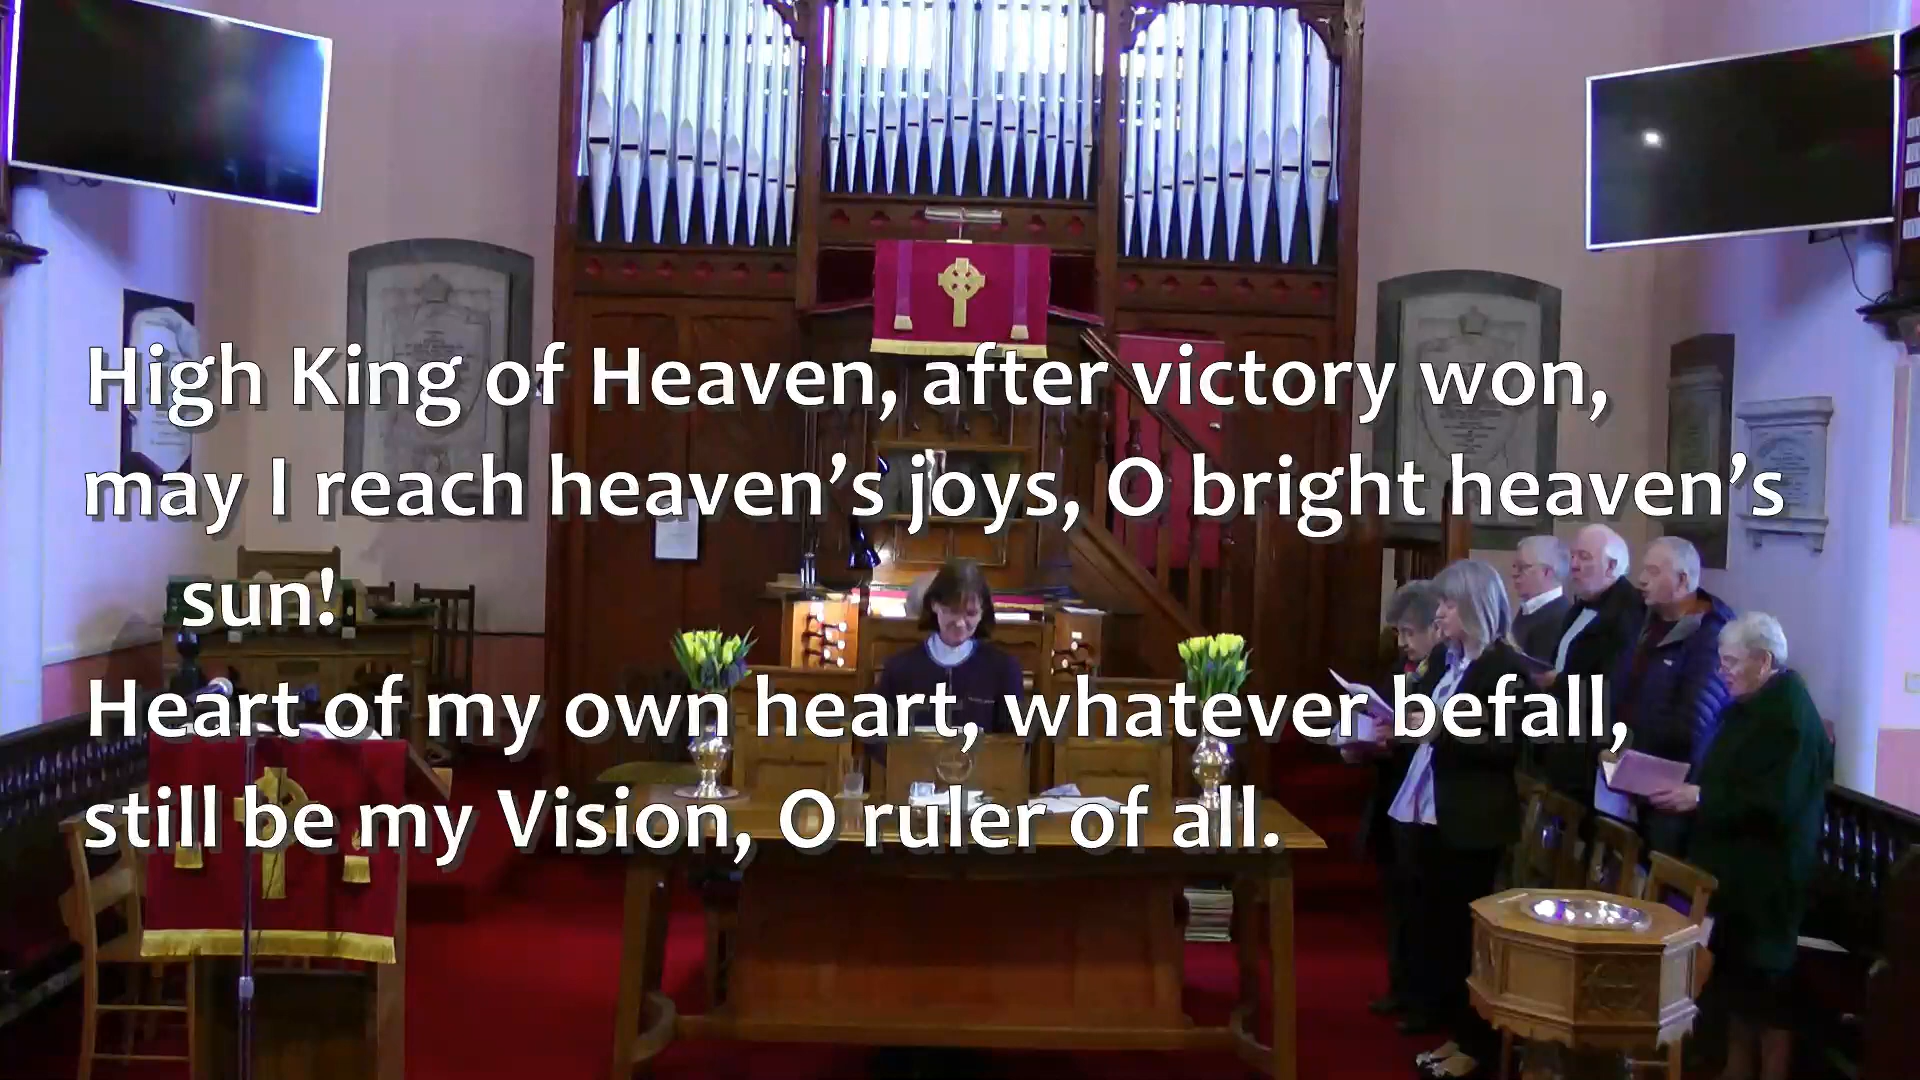 High King of Heaven, after victory won,
may I reach heaven’s joys, O bright heaven’s
sun!
Heart of my own heart, whatever befall,
still be my Vision, O ruler of all.